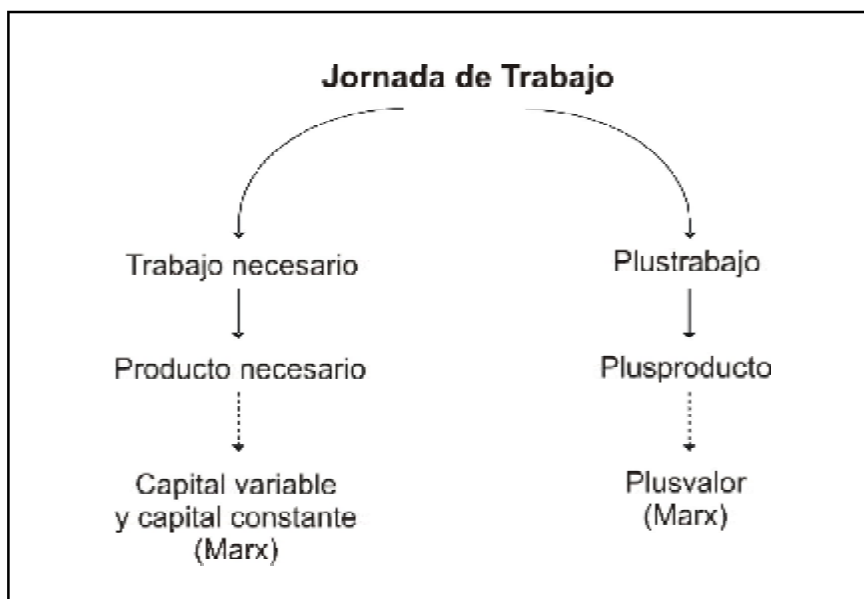 Jornada de Trabajo
Trabajo necesario
Plustrabajo
Producto necesario
Plusproducto
Capital variable
y capital constante
(Marx)
Plusvalor
(Marx)